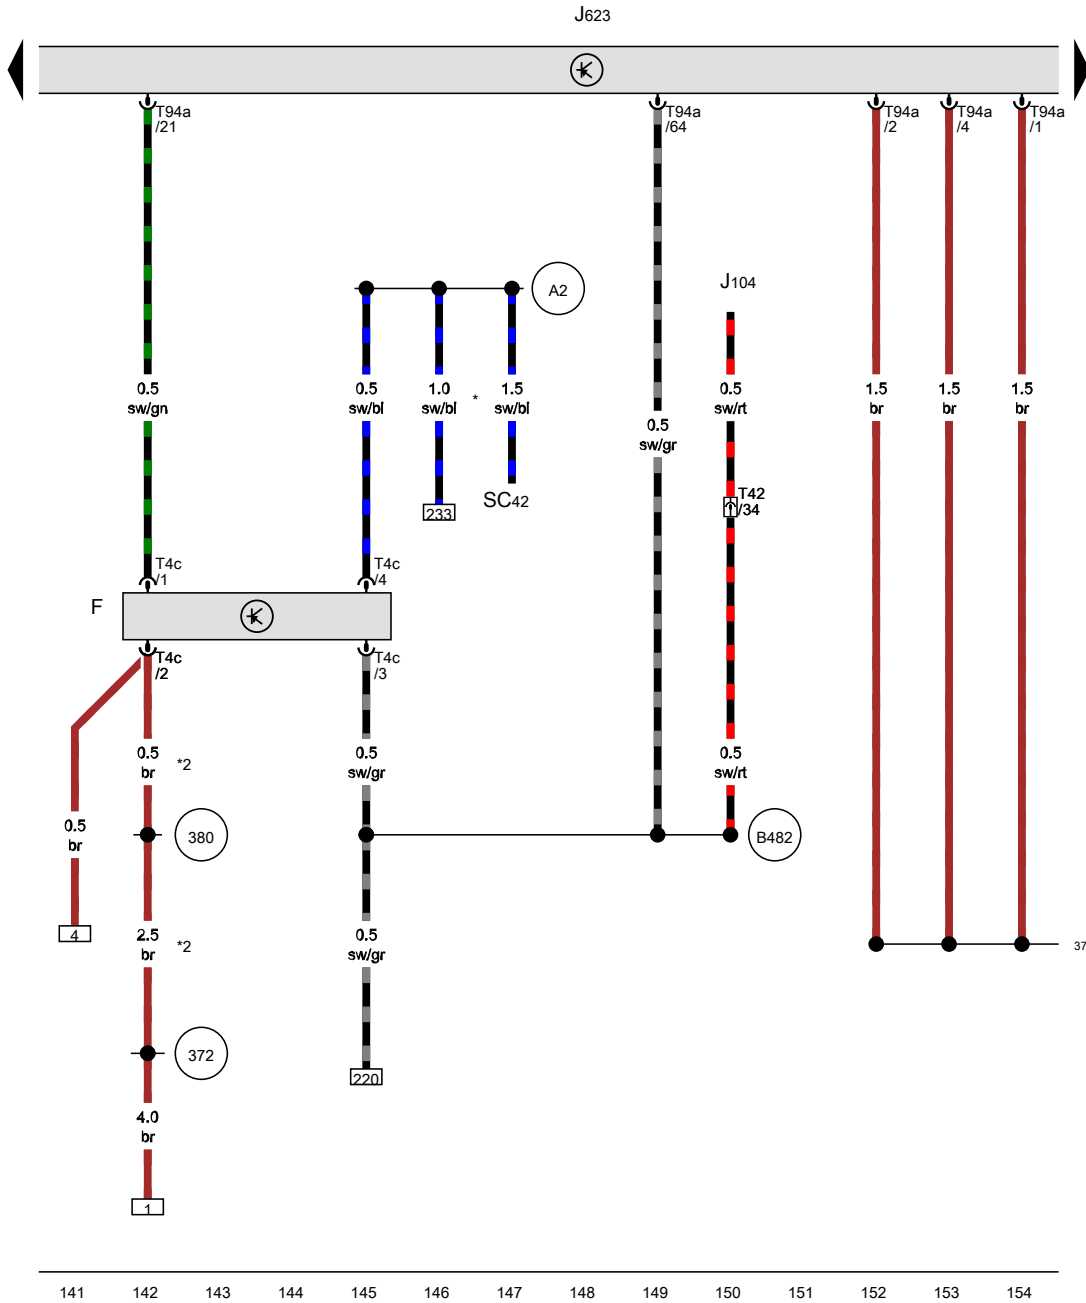 J623
T94a
/21
T94a
/64
T94a
/2
T94a
/4
T94a
/1
J104
A2
0.5
sw/gn
0.5
sw/bl
1.0
sw/bl
*
1.5
sw/bl
0.5
sw/gr
0.5
sw/rt
1.5
br
1.5
br
1.5
br
233
SC42
T42
/34
T4c
/1
T4c
/4
F
T4c
/2
T4c
/3
0.5
br
*2
0.5
sw/gr
0.5
sw/rt
0.5
br
380
B482
4
2.5
br
*2
0.5
sw/gr
37
372
220
4.0
br
1
141 142 143 144 145 146 147 148 149 150 151 152 153 154